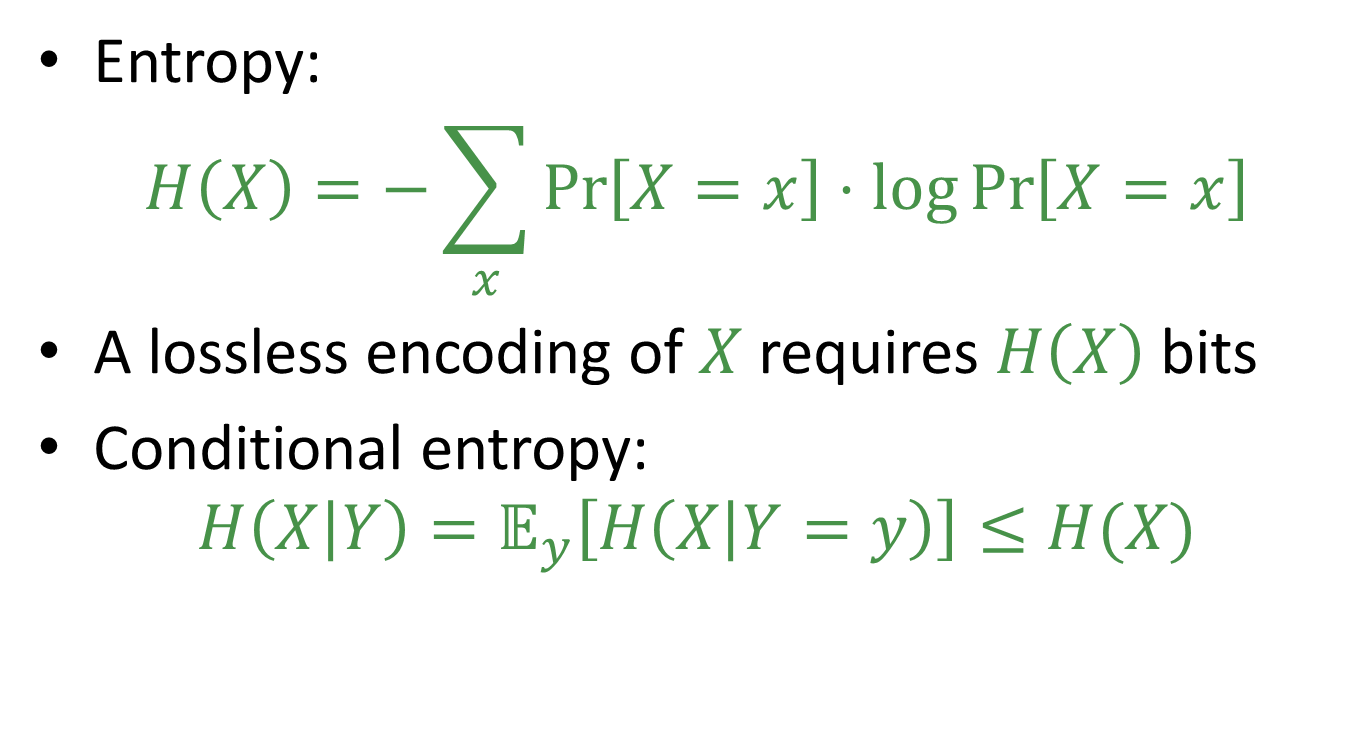 • Entropy:
H(X) = − ∑ₓ Pr[X = x] · log Pr[X = x]
• A lossless encoding of X requires H(X) bits
• Conditional entropy:
H(X|Y) = 𝔼_y[H(X|Y = y)] ≤ H(X)